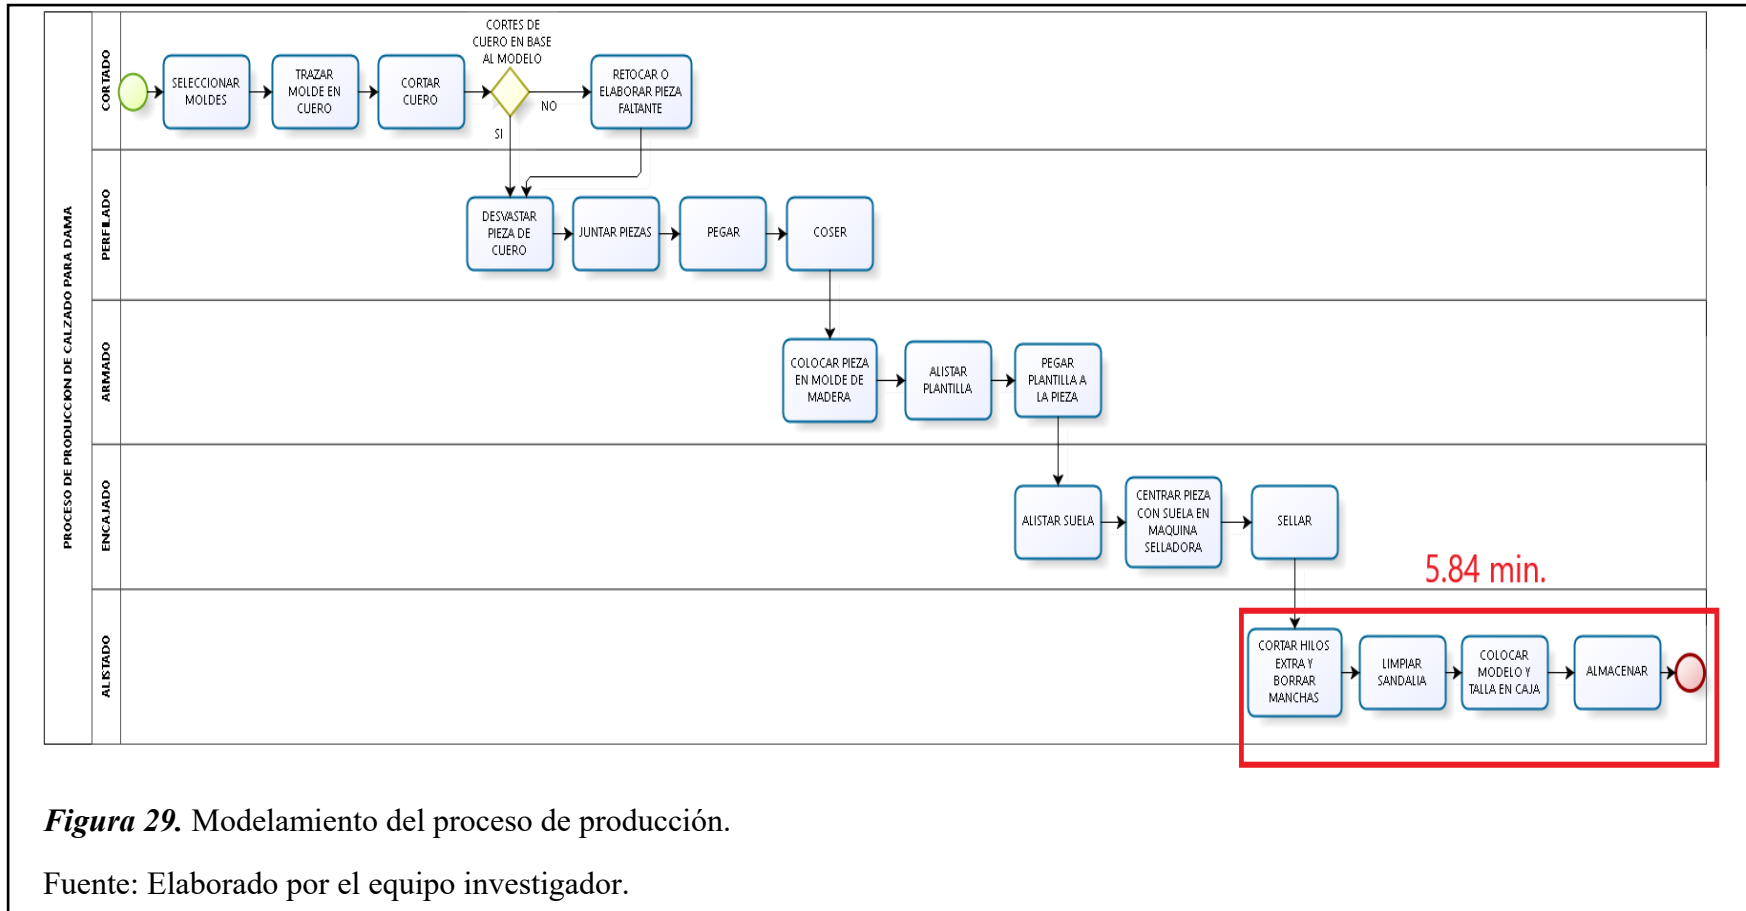 PROCESO DE PRODUCCION DE CALZADO PARA DAMA
CORTADO
SELECCIONAR
MOLDES
TRAZAR
MOLDE EN
CUERO
CORTAR
CUERO
CORTES DE
CUERO EN BASE
AL MODELO
NO
SI
RETOCAR O
ELABORAR PIEZA
FALTANTE
PERFILADO
DESVASTAR
PIEZA DE
CUERO
JUNTAR PIEZAS
PEGAR
COSER
ARMADO
COLOCAR PIEZA
EN MOLDE DE
MADERA
ALISTAR
PLANTILLA
PEGAR
PLANTILLA A
LA PIEZA
ENCAJADO
ALISTAR SUELA
CENTRAR PIEZA
CON SUELA EN
MAQUINA
SELLADORA
SELLAR
5.84 min.
ALISTADO
CORTAR HILOS
EXTRA Y
BORRAR
MANCHAS
LIMPIAR
SANDALIA
COLOCAR
MODELO Y
TALLA EN CAJA
ALMACENAR
Figura 29. Modelamiento del proceso de producción.
Fuente: Elaborado por el equipo investigador.